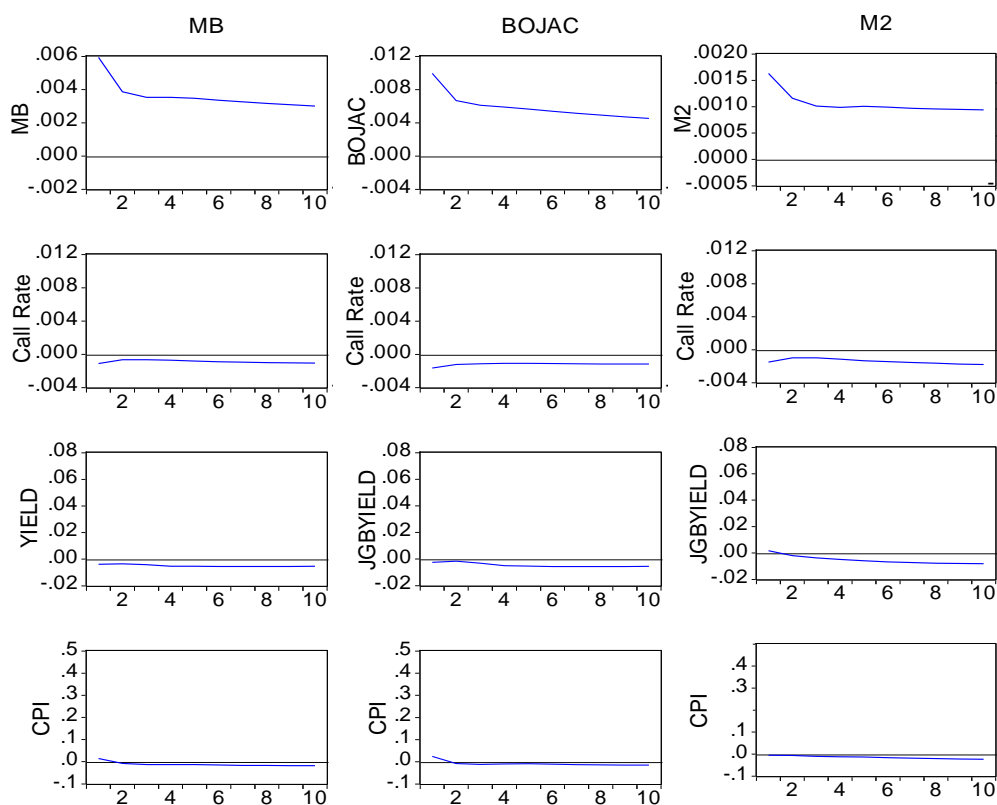 MB BOJAC M2
.006 .012 .0020
.004 .008 .0015
.002 .004 .0010
.000 .000 .0005
-.002 -.004 .0000
-.0005
MB BOJAC M2
2 4 6 8 10 2 4 6 8 10 2 4 6 8 10
.012 .012 .012
.008 .008 .008
.004 .004 .004
.000 .000 .000
-.004 -.004 -.004
Call Rate Call Rate Call Rate
2 4 6 8 10 2 4 6 8 10 2 4 6 8 10
.08 .08 .08
.06 .06 .06
.04 .04 .04
.02 .02 .02
.00 .00 .00
-.02 -.02 -.02
YIELD JGBYIELD JGBYIELD
2 4 6 8 10 2 4 6 8 10 2 4 6 8 10
.5 .5 .4
.4 .4 .3
.3 .3 .1
.2 .2 .0
.1 .1 -.1
.0 .0
-.1 -.1
CPI CPI CPI
2 4 6 8 10 2 4 6 8 10 2 4 6 8 10